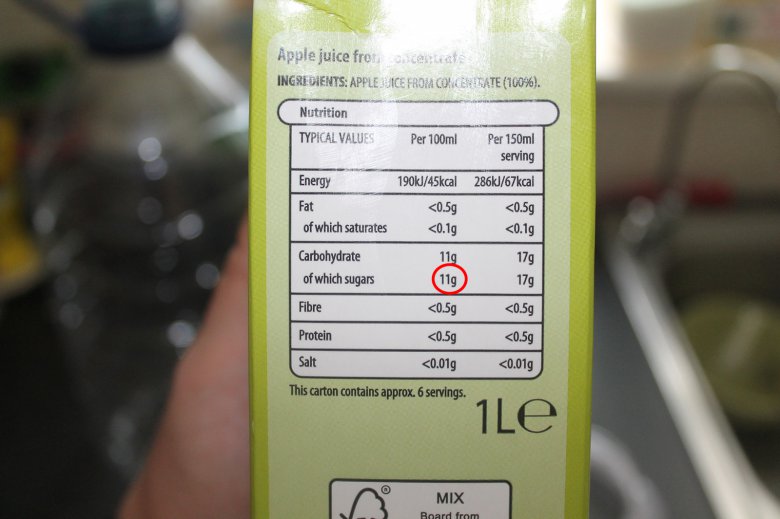 Apple juice from concentrate
INGREDIENTS: APPLE JUICE FROM CONCENTRATE (100%).
Nutrition
TYPICAL VALUES Per 100ml Per 150ml serving
Energy 190kJ/45kcal 286kJ/67kcal
Fat <0.5g <0.5g
of which saturates <0.1g <0.1g
Carbohydrate 11g 17g
of which sugars 11g 17g
Fibre <0.5g <0.5g
Protein <0.5g <0.5g
Salt <0.01g <0.01g
This carton contains approx. 6 servings.
1L℮
® MIX
Board from